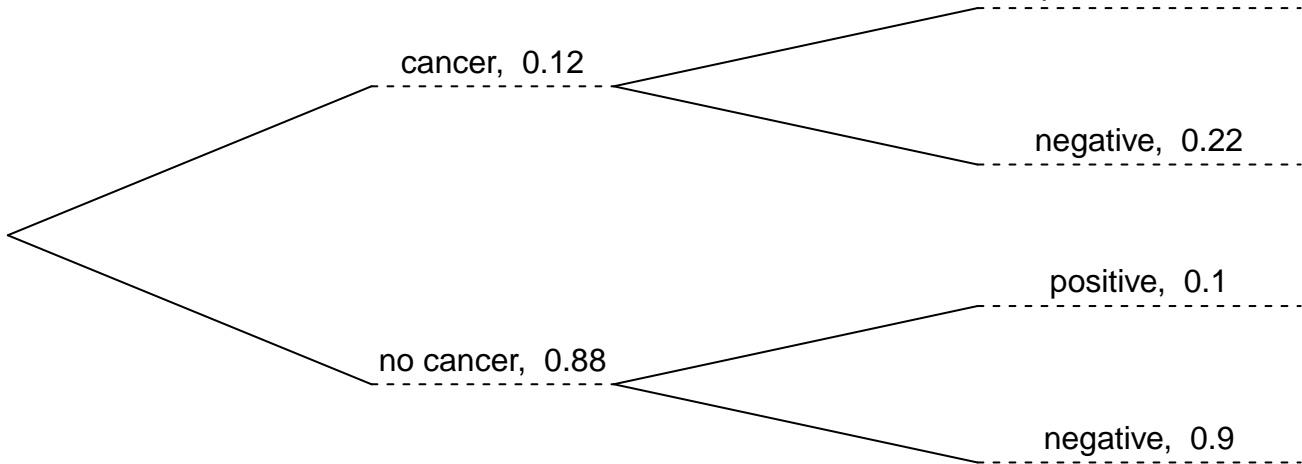 cancer, 0.12
negative, 0.22
positive, 0.1
no cancer, 0.88
negative, 0.9